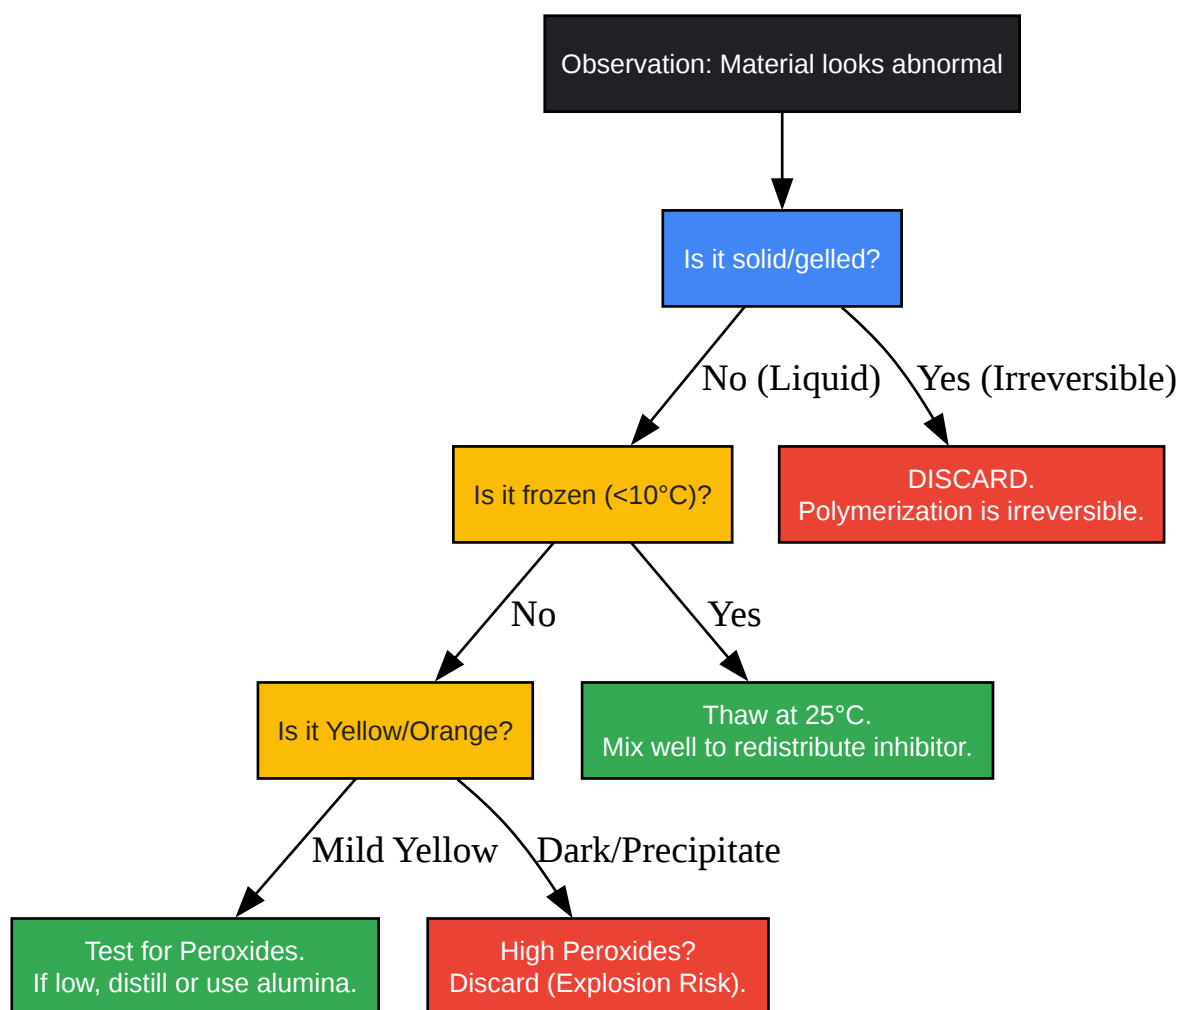 Observation: Material looks abnormal
Is it solid/gelled?
No (Liquid)
Yes (Irreversible)
Is it frozen (<10°C)?
DISCARD.
Polymerization is irreversible.
No
Yes
Is it Yellow/Orange?
Thaw at 25°C.
Mix well to redistribute inhibitor.
Mild Yellow
Dark/Precipitate
Test for Peroxides.
If low, distill or use alumina.
High Peroxides?
Discard (Explosion Risk).